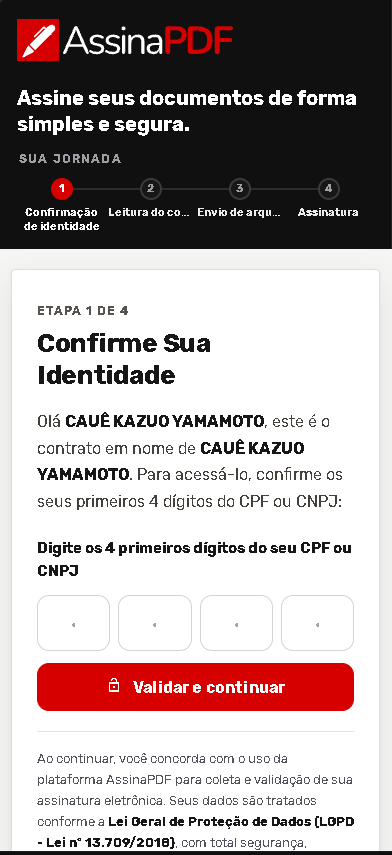 AssinaPDF
Assine seus documentos de forma
simples e segura.
SUA JORNADA
1 2 3 4
Confirmação Leitura do co... Envio de arqu... Assinatura
de identidade
ETAPA 1 DE 4
Confirme Sua
Identidade
Olá CAUÊ KAZUO YAMAMOTO, este é o
contrato em nome de CAUÊ KAZUO
YAMAMOTO. Para acessá-lo, confirme os
seus primeiros 4 dígitos do CPF ou CNPJ:
Digite os 4 primeiros dígitos do seu CPF ou
CNPJ
Validar e continuar
Ao continuar, você concorda com o uso da
plataforma AssinaPDF para coleta e validação de sua
assinatura eletrônica. Seus dados são tratados
conforme a Lei Geral de Proteção de Dados (LGPD
- Lei nº 13.709/2018), com total segurança,